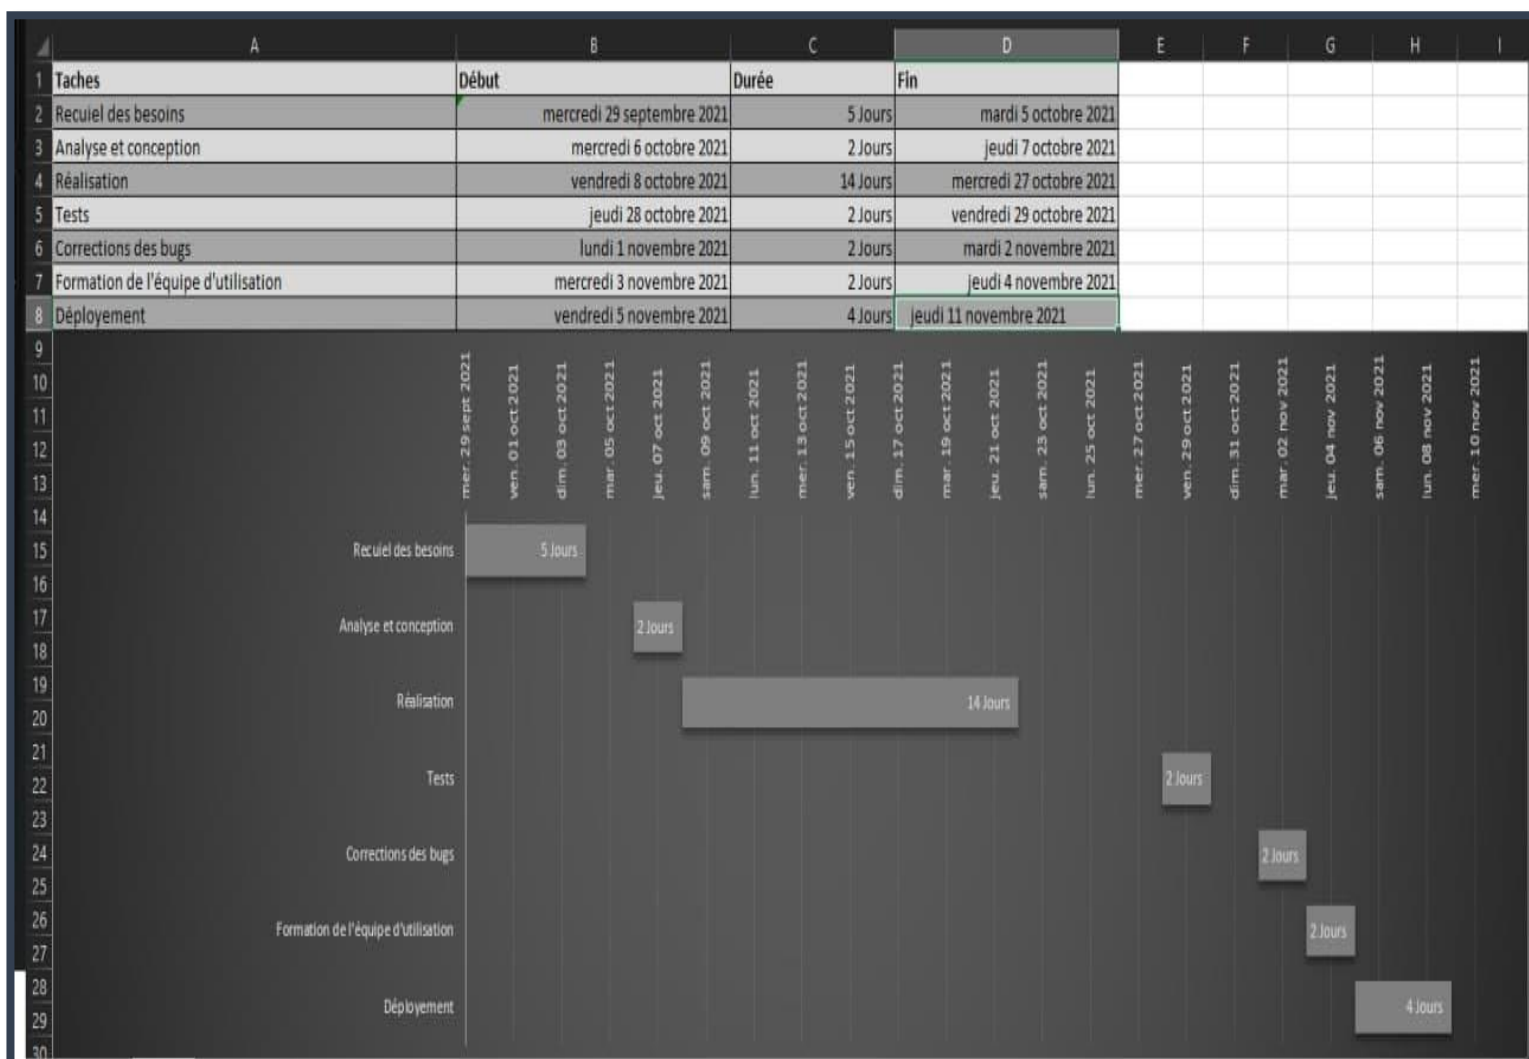 A B C D E F G H I
1 Taches Début Durée Fin
2 Recuiel des besoins mercredi 29 septembre 2021 5 Jours mardi 5 octobre 2021
3 Analyse et conception mercredi 6 octobre 2021 2 Jours jeudi 7 octobre 2021
4 Réalisation vendredi 8 octobre 2021 14 Jours mercredi 27 octobre 2021
5 Tests jeudi 28 octobre 2021 2 Jours vendredi 29 octobre 2021
6 Corrections des bugs lundi 1 novembre 2021 2 Jours mardi 2 novembre 2021
7 Formation de l'équipe d'utilisation mercredi 3 novembre 2021 2 Jours jeudi 4 novembre 2021
8 Déployement vendredi 5 novembre 2021 4 Jours jeudi 11 novembre 2021
9
10
11
12
13
mer. 29 sept 2021
ven. 01 oct 2021
dim. 03 oct 2021
mar. 05 oct 2021
jeu. 07 oct 2021
sam. 09 oct 2021
lun. 11 oct 2021
mer. 13 oct 2021
ven. 15 oct 2021
dim. 17 oct 2021
mar. 19 oct 2021
jeu. 21 oct 2021
sam. 23 oct 2021
lun. 25 oct 2021
mer. 27 oct 2021
ven. 29 oct 2021
dim. 31 oct 2021
mar. 02 nov 2021
jeu. 04 nov 2021
sam. 06 nov 2021
lun. 08 nov 2021
mer. 10 nov 2021
14
15 Recuiel des besoins 5 Jours
16
17 Analyse et conception 2 Jours
18
19 Réalisation 14 Jours
20
21
22 Tests 2 Jours
23
24 Corrections des bugs 2 Jours
25
26 Formation de l'équipe d'utilisation 2 Jours
27
28
29 Déployement 4 Jours
30